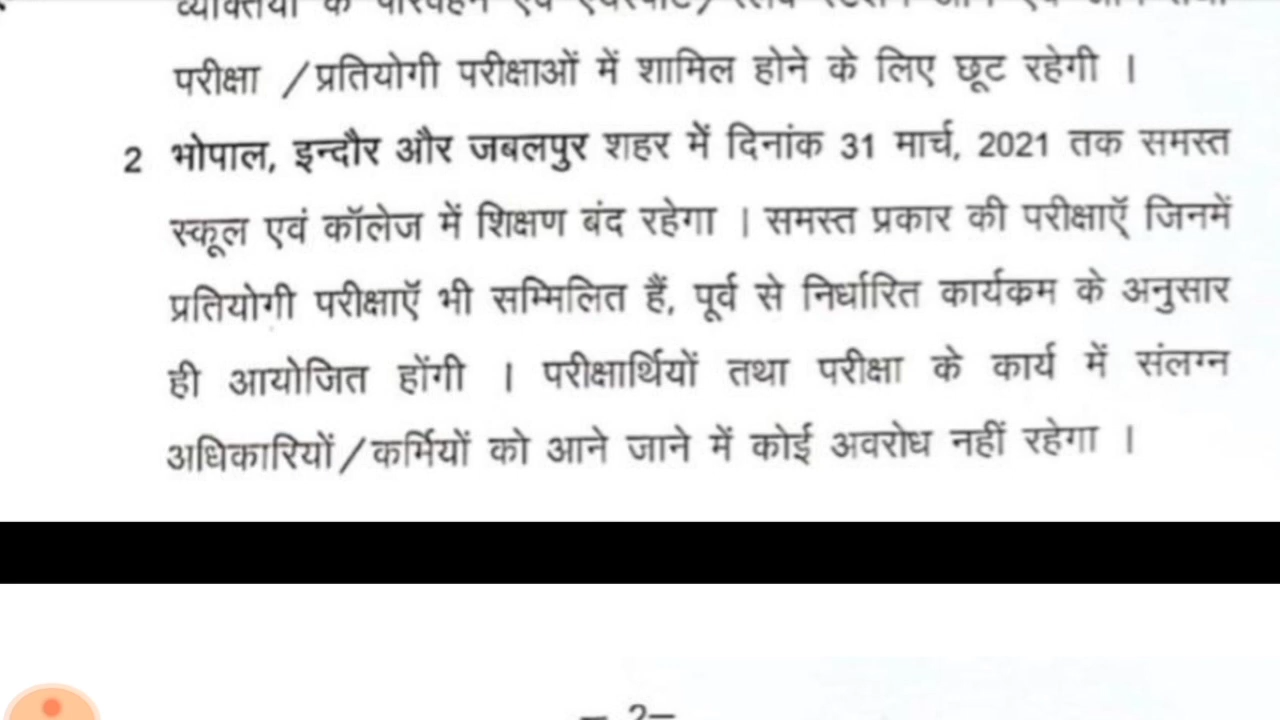 परीक्षा /प्रतियोगी परीक्षाओं में शामिल होने के लिए छूट रहेगी ।
2 भोपाल, इन्दौर और जबलपुर शहर में दिनांक 31 मार्च, 2021 तक समस्त
स्कूल एवं कॉलेज में शिक्षण बंद रहेगा । समस्त प्रकार की परीक्षाऍ जिनमें
प्रतियोगी परीक्षाऍ भी सम्मिलित हैं, पूर्व से निर्धारित कार्यकम के अनुसार
ही आयोजित होंगी । परीक्षार्थियों तथा परीक्षा के कार्य में संलग्न
अधिकारियों/कर्मियों को आने जाने में कोई अवरोध नहीं रहेगा ।
– 2–